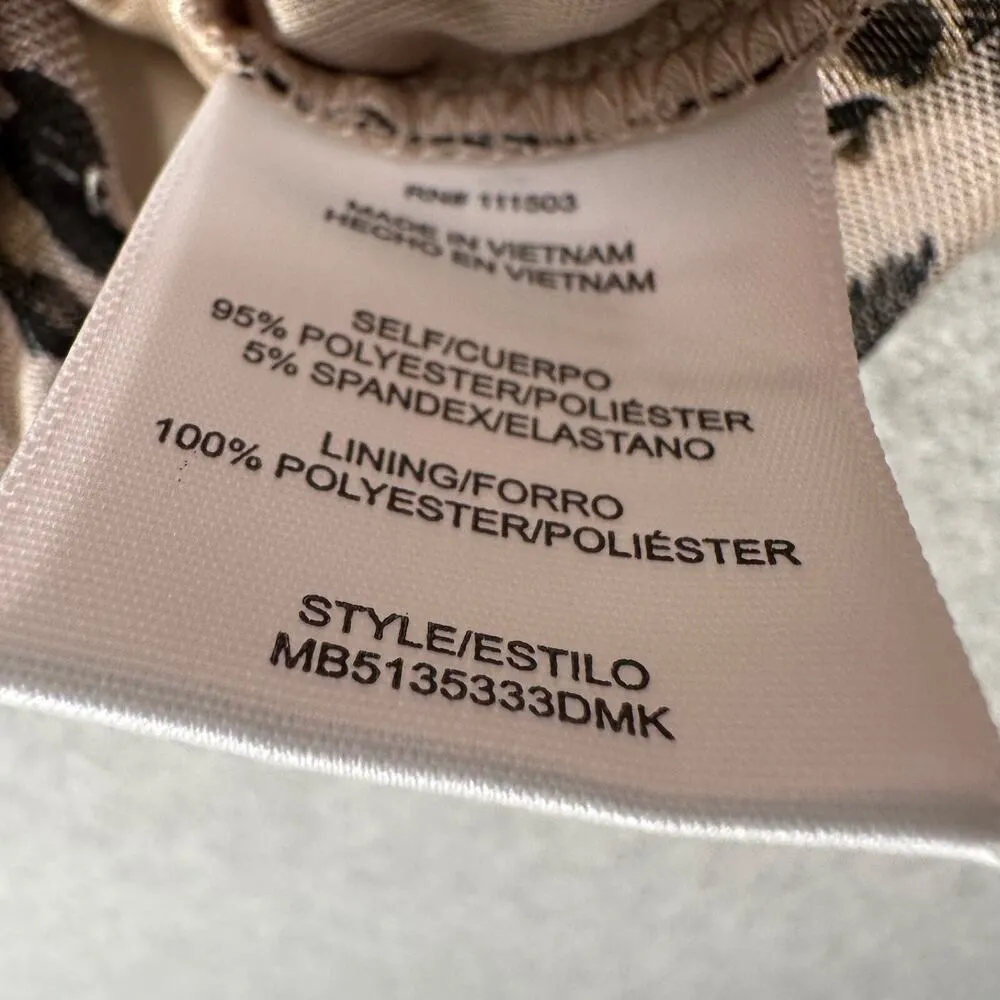 RN# 111503
MADE IN VIETNAM
HECHO EN VIETNAM
SELF/CUERPO
95% POLYESTER/POLIÉSTER
5% SPANDEX/ELASTANO
LINING/FORRO
100% POLYESTER/POLIÉSTER
STYLE/ESTILO
MB5135333DMK